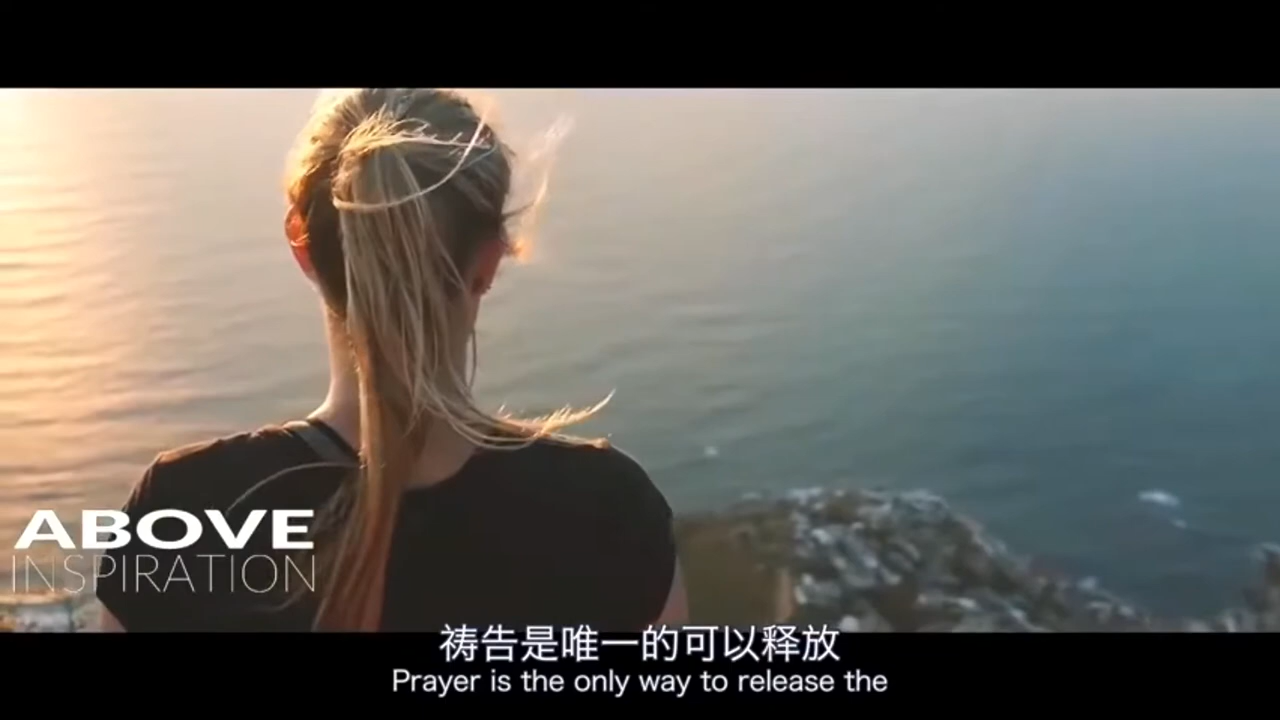 ABOVE
INSPIRATION
祷告是唯一的可以释放
Prayer is the only way to release the